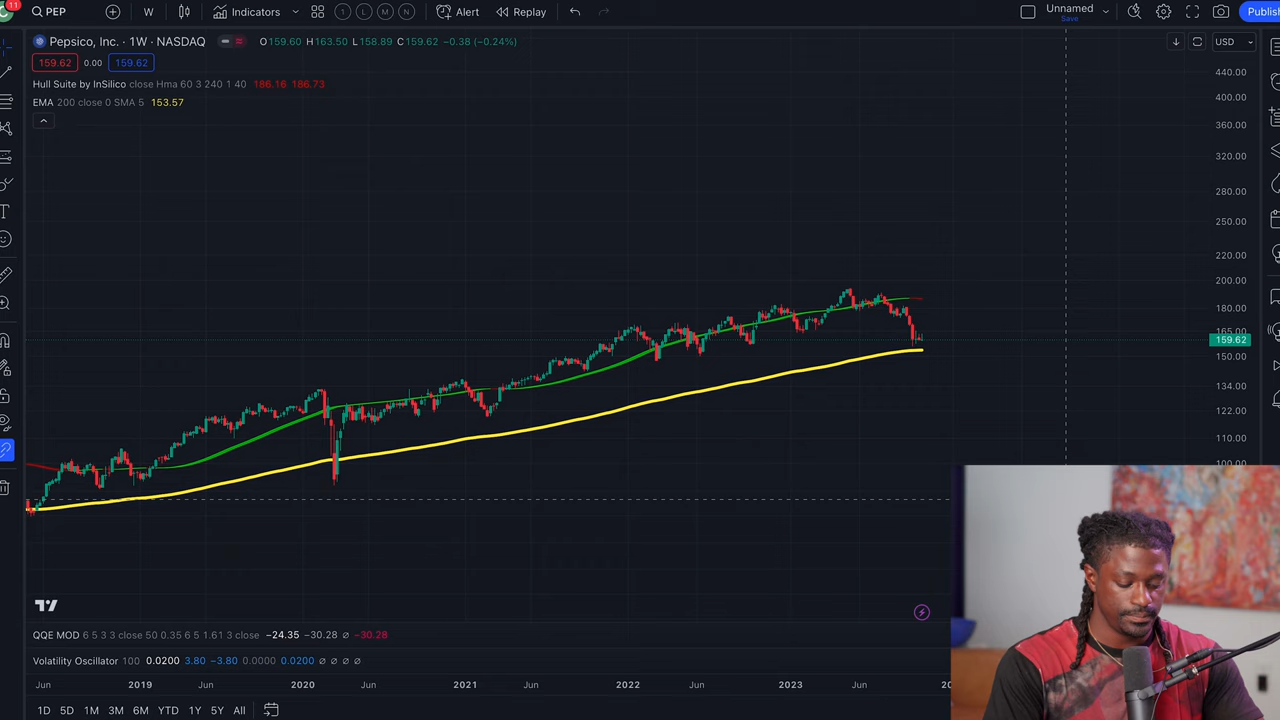 11
PEP
W
Indicators
1 L M N
Alert
Replay
Unnamed
Save
Publish
Pepsico, Inc. · 1W · NASDAQ
O159.60 H163.50 L158.89 C159.62 −0.38 (−0.24%)
USD
159.62 0.00 159.62
Hull Suite by InSilico close Hma 60 3 240 1 40 186.16 186.73
EMA 200 close 0 SMA 5 153.57
440.00
400.00
360.00
320.00
280.00
250.00
220.00
200.00
180.00
165.00
159.62
150.00
134.00
122.00
110.00
100.00
QQE MOD 6 5 3 3 close 50 0.35 6 5 1.61 3 close −24.35 −30.28 ∅ −30.28
Volatility Oscillator 100 0.0200 3.80 −3.80 0.0000 0.0200 ∅ ∅ ∅ ∅
Jun 2019 Jun 2020 Jun 2021 Jun 2022 Jun 2023 Jun
1D 5D 1M 3M 6M YTD 1Y 5Y All